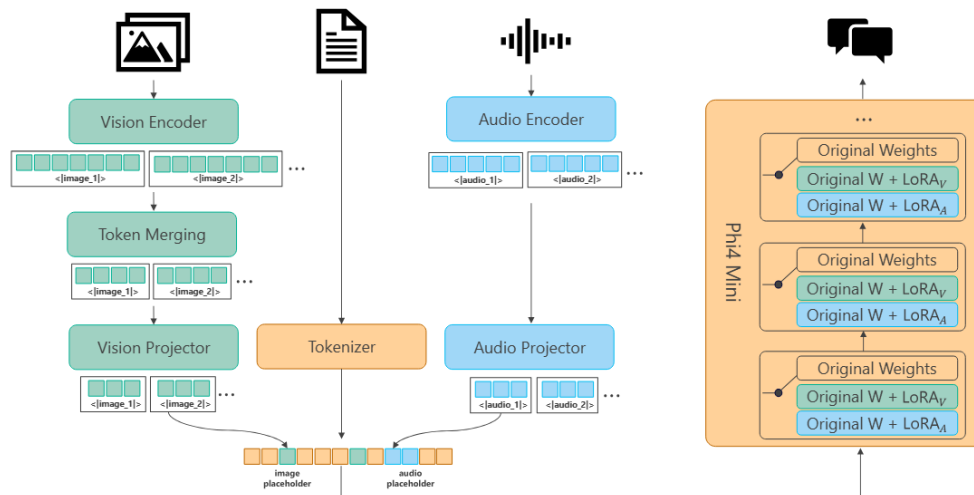 Vision Encoder
<|image_1|>
<|image_2|>
...
Token Merging
<|image_1|>
<|image_2|>
...
Vision Projector
<|image_1|>
<|image_2|>
...
Tokenizer
Audio Encoder
<|audio_1|>
<|audio_2|>
...
Audio Projector
<|audio_1|>
<|audio_2|>
...
image
placeholder
audio
placeholder
Phi4 Mini
...
Original Weights
Original W + LoRA_V
Original W + LoRA_A
Original Weights
Original W + LoRA_V
Original W + LoRA_A
Original Weights
Original W + LoRA_V
Original W + LoRA_A